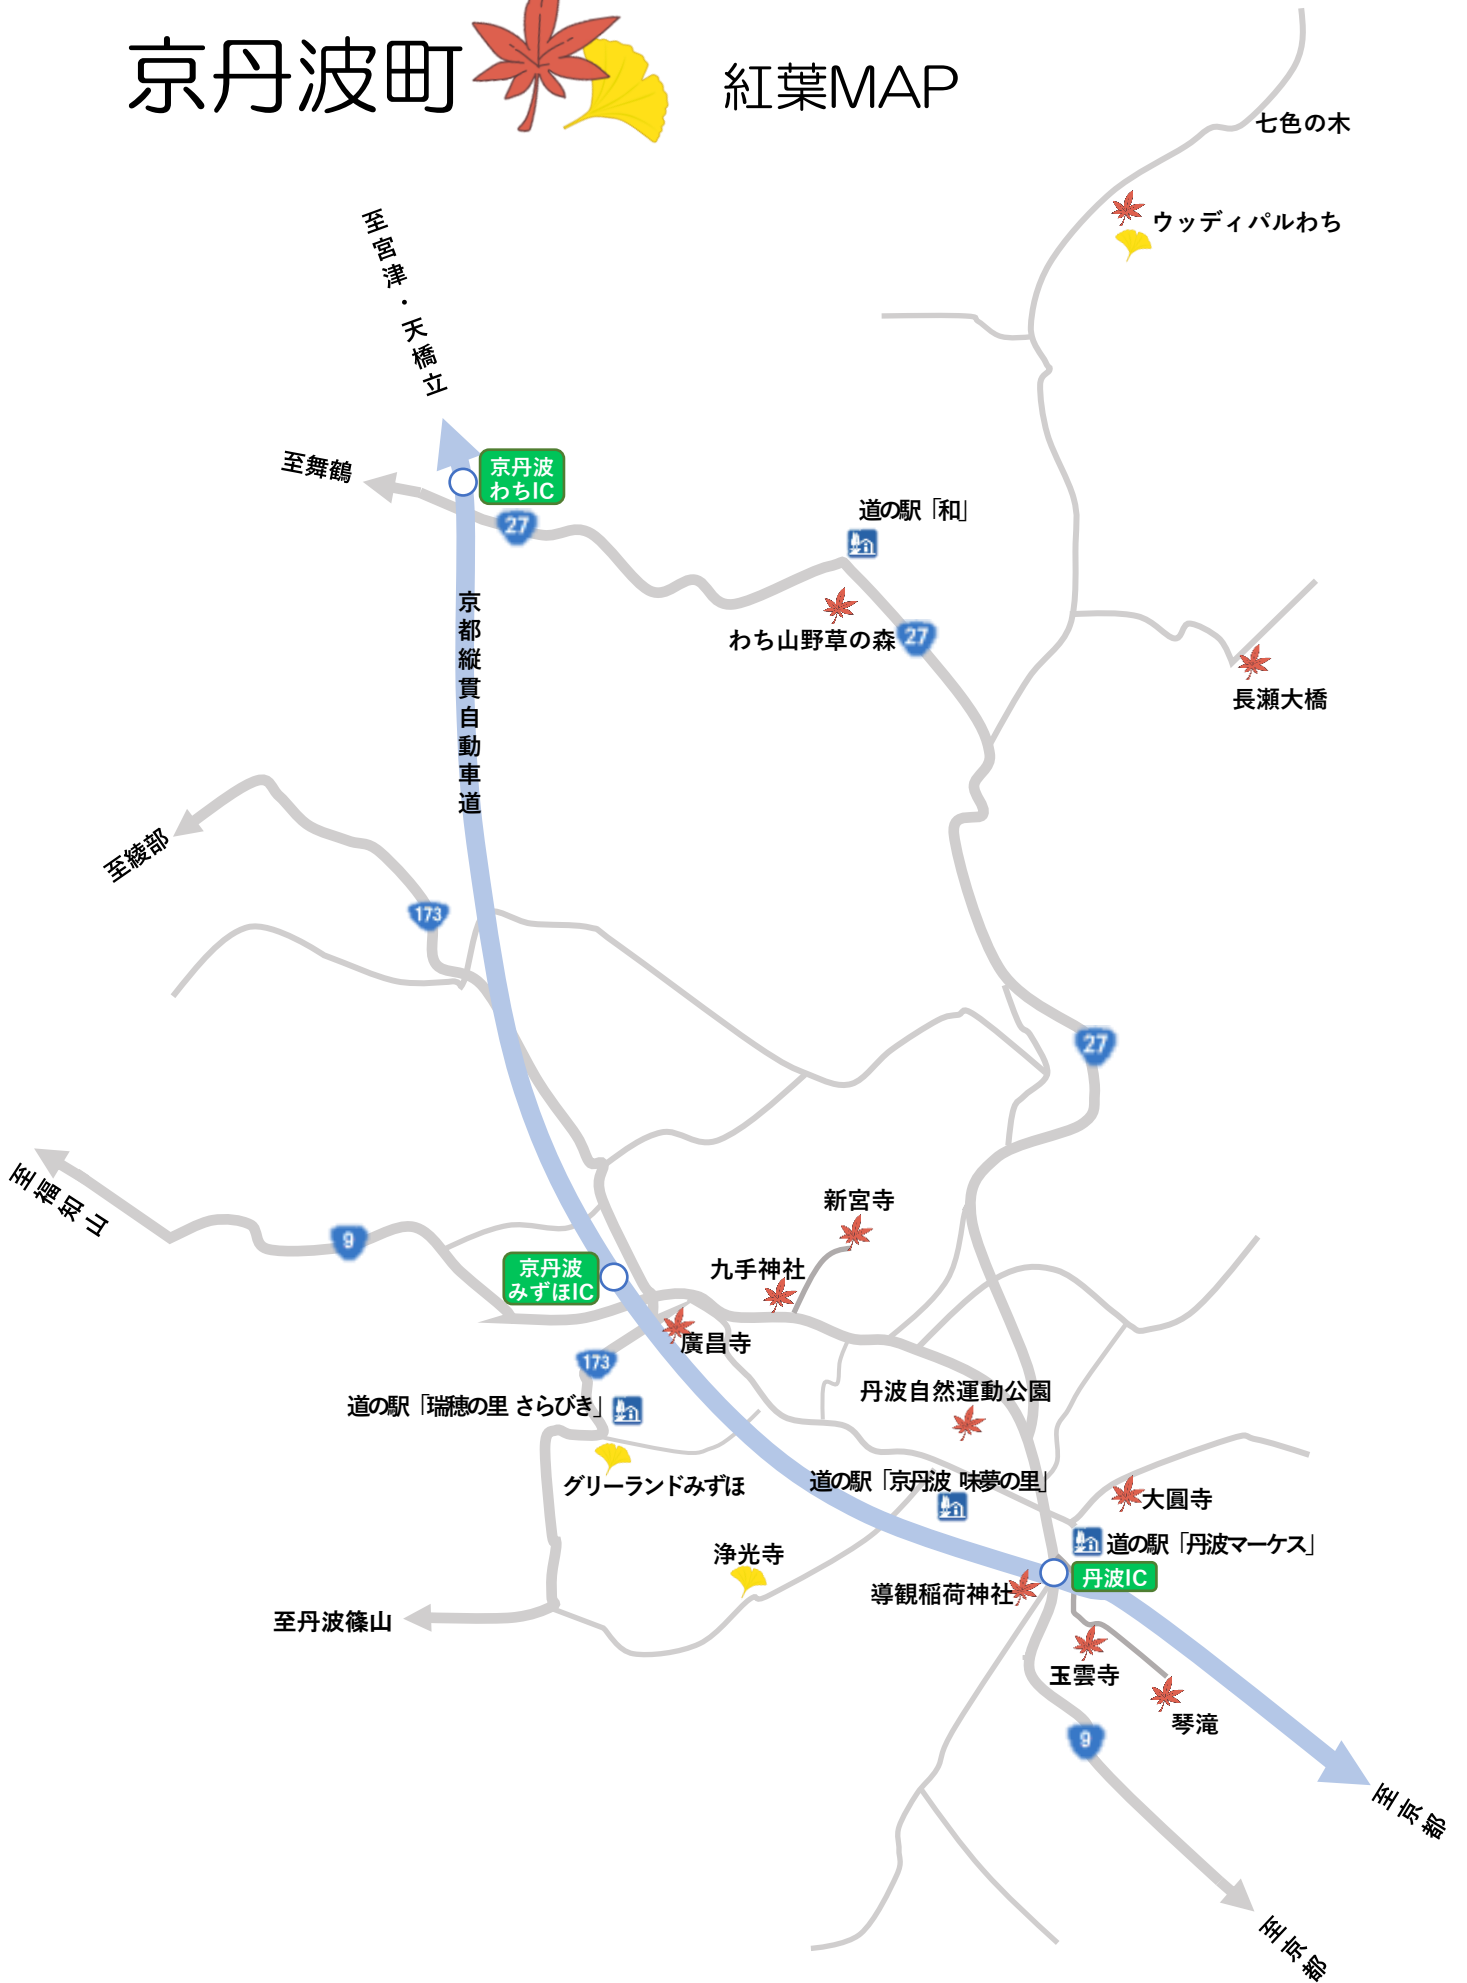 京丹波町
紅葉MAP
七色の木
ウッディパルわち
至宮津・天橋立
至舞鶴
京丹波
わちIC
27
道の駅「和」
わち山野草の森
27
京都縦貫自動車道
長瀬大橋
至綾部
173
27
至福知山
9
新宮寺
九手神社
京丹波
みずほIC
廣昌寺
173
丹波自然運動公園
道の駅「瑞穂の里 さらびき」
グリーランドみずほ
道の駅「京丹波 味夢の里」
大圓寺
道の駅「丹波マーケス」
浄光寺
丹波IC
導観稲荷神社
至丹波篠山
玉雲寺
琴滝
9
至京都
至京都